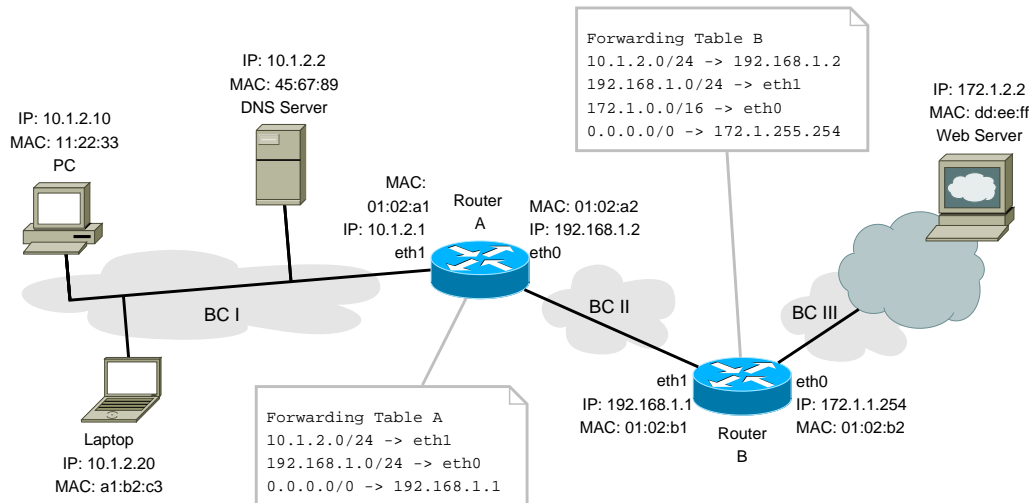 Forwarding Table B
10.1.2.0/24 -> 192.168.1.2
192.168.1.0/24 -> eth1
172.1.0.0/16 -> eth0
0.0.0.0/0 -> 172.1.255.254
IP: 10.1.2.2
MAC: 45:67:89
DNS Server
IP: 172.1.2.2
MAC: dd:ee:ff
Web Server
IP: 10.1.2.10
MAC: 11:22:33
PC
MAC:
01:02:a1
IP: 10.1.2.1
eth1
Router
A
MAC: 01:02:a2
IP: 192.168.1.2
eth0
BC I
BC II
BC III
Laptop
IP: 10.1.2.20
MAC: a1:b2:c3
Forwarding Table A
10.1.2.0/24 -> eth1
192.168.1.0/24 -> eth0
0.0.0.0/0 -> 192.168.1.1
eth1
IP: 192.168.1.1
MAC: 01:02:b1
Router
B
eth0
IP: 172.1.1.254
MAC: 01:02:b2